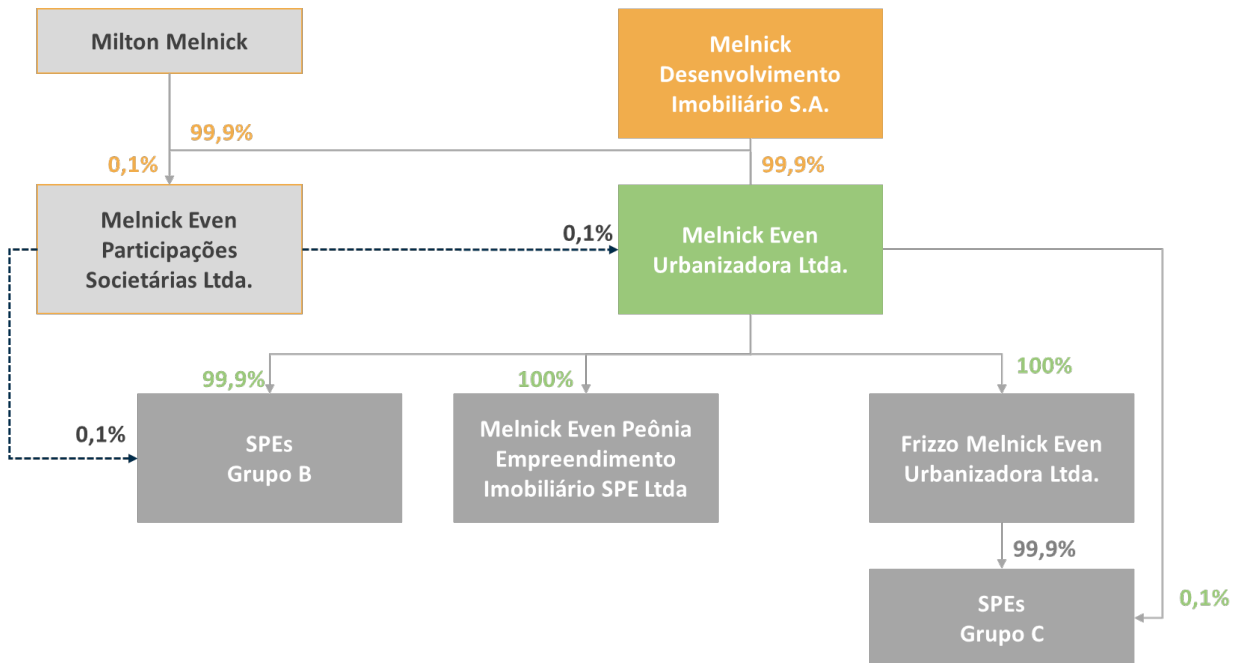 Milton Melnick
Melnick
Desenvolvimento
Imobiliário S.A.
99,9%
0,1%
99,9%
Melnick Even
Participações
Societárias Ltda.
0,1%
Melnick Even
Urbanizadora Ltda.
99,9%
100%
100%
0,1%
SPEs
Grupo B
Melnick Even Peônia
Empreendimento
Imobiliário SPE Ltda
Frizzo Melnick Even
Urbanizadora Ltda.
99,9%
SPEs
Grupo C
0,1%